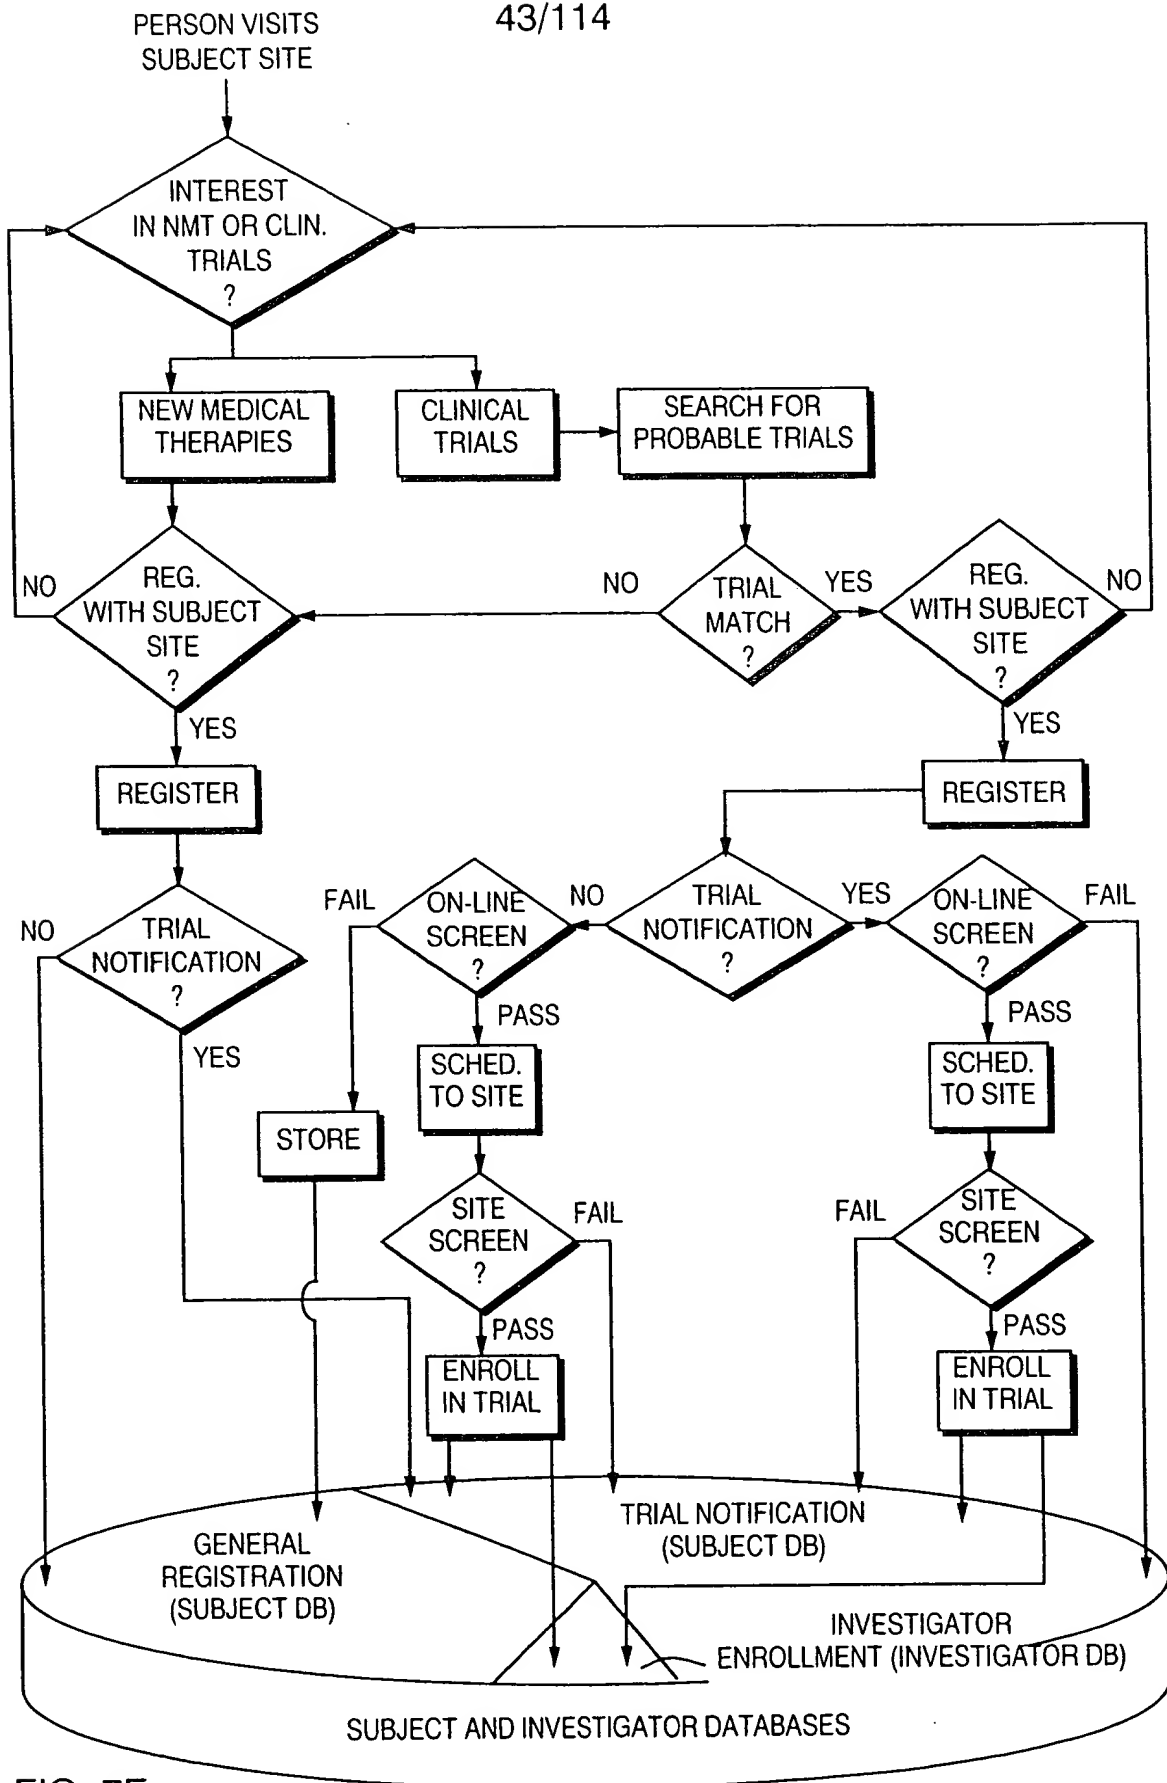 43/114
PERSON VISITS
SUBJECT SITE
INTEREST
IN NMT OR CLIN.
TRIALS
?
NEW MEDICAL
THERAPIES
CLINICAL
TRIALS
SEARCH FOR
PROBABLE TRIALS
NO
REG.
WITH SUBJECT
SITE
?
NO
TRIAL
MATCH
?
YES
REG.
WITH SUBJECT
SITE
?
NO
YES
YES
REGISTER
REGISTER
NO
TRIAL
NOTIFICATION
?
YES
FAIL
ON-LINE
SCREEN
?
NO
TRIAL
NOTIFICATION
?
YES
ON-LINE
SCREEN
?
FAIL
PASS
PASS
SCHED.
TO SITE
SCHED.
TO SITE
STORE
SITE
SCREEN
?
FAIL
FAIL
SITE
SCREEN
?
PASS
PASS
ENROLL
IN TRIAL
ENROLL
IN TRIAL
GENERAL
REGISTRATION
(SUBJECT DB)
TRIAL NOTIFICATION
(SUBJECT DB)
INVESTIGATOR
ENROLLMENT (INVESTIGATOR DB)
SUBJECT AND INVESTIGATOR DATABASES